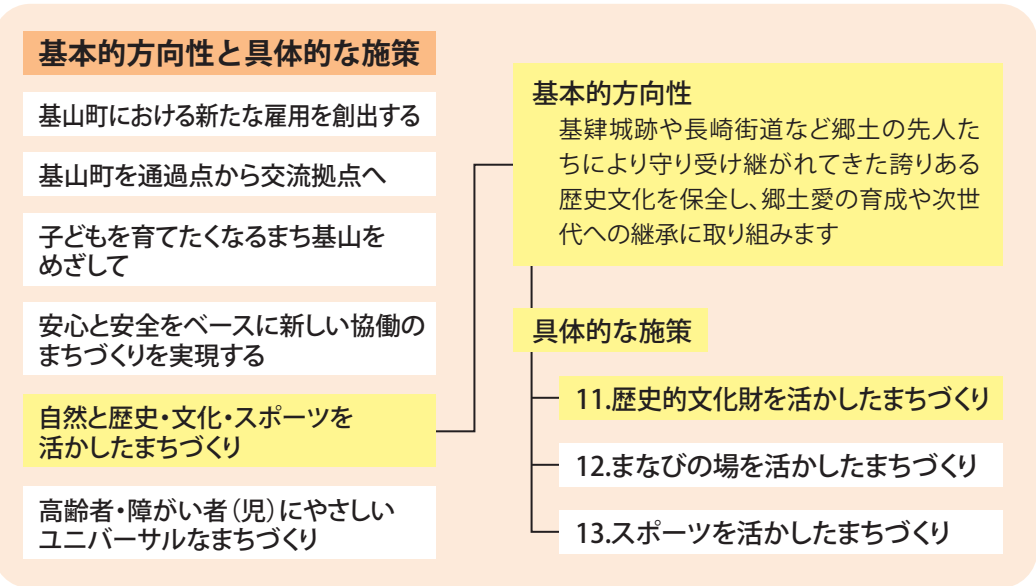 基本的方向性と具体的な施策
基山町における新たな雇用を創出する
基山町を通過点から交流拠点へ
子どもを育てたくなるまち基山を
めざして
安心と安全をベースに新しい協働の
まちづくりを実現する
自然と歴史・文化・スポーツを
活かしたまちづくり
高齢者・障がい者（児）にやさしい
ユニバーサルなまちづくり
基本的方向性
基肄城跡や長崎街道など郷土の先人た
ちにより守り受け継がれてきた誇りある
歴史文化を保全し、郷土愛の育成や次世
代への継承に取り組みます
具体的な施策
11.歴史的文化財を活かしたまちづくり
12.まなびの場を活かしたまちづくり
13.スポーツを活かしたまちづくり